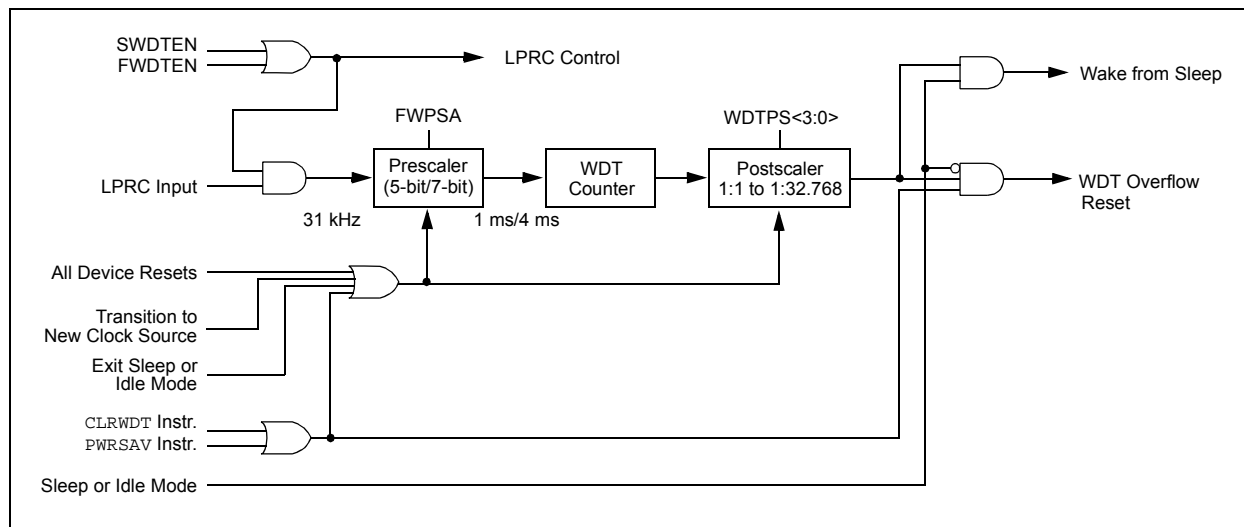 SWDTEN
FWDTEN
LPRC Control
Wake from Sleep
FWPSA
WDTPS<3:0>
LPRC Input
Prescaler
(5-bit/7-bit)
WDT
Counter
Postscaler
1:1 to 1:32.768
WDT Overflow
Reset
31 kHz
1 ms/4 ms
All Device Resets
Transition to
New Clock Source
Exit Sleep or
Idle Mode
CLRWDT Instr.
PWRSAV Instr.
Sleep or Idle Mode